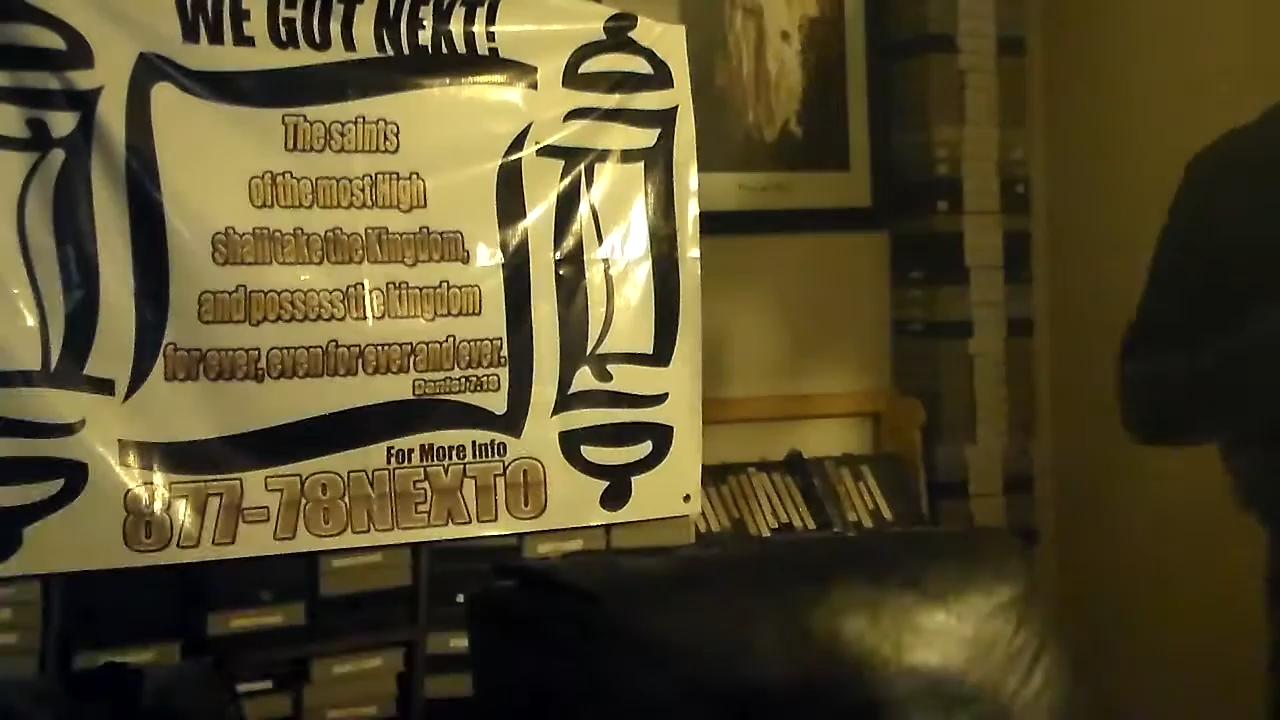 WE GOT NEXT!
The saints
of the most High
shall take the Kingdom,
and possess the kingdom
for ever, even for ever and ever.
Daniel 7:18
For More Info
877-78NEXT0